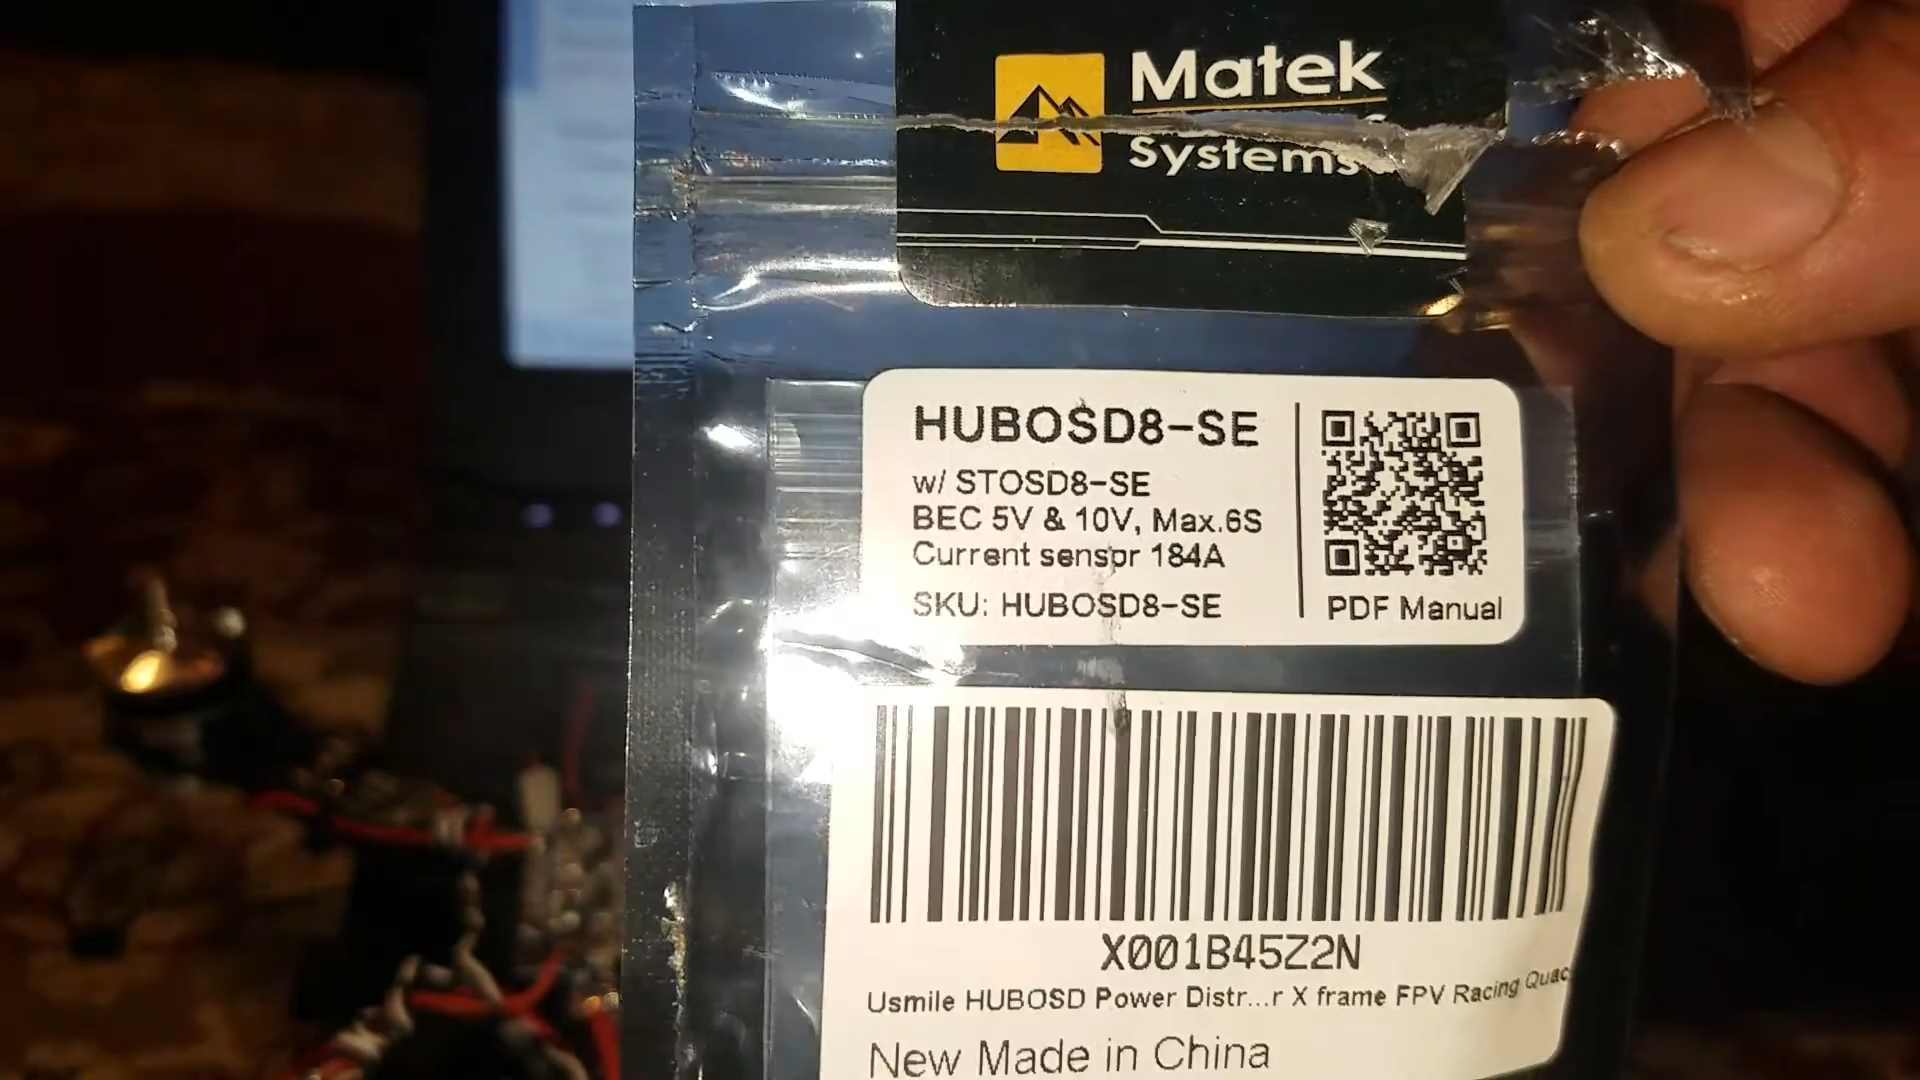 Matek
Systems
HUBOSD8-SE
w/ STOSD8-SE
BEC 5V & 10V, Max.6S
Current senspr 184A
SKU: HUBOSD8-SE
PDF Manual
X001B45Z2N
Usmile HUBOSD Power Distr...r X frame FPV Racing Quac
New Made in China